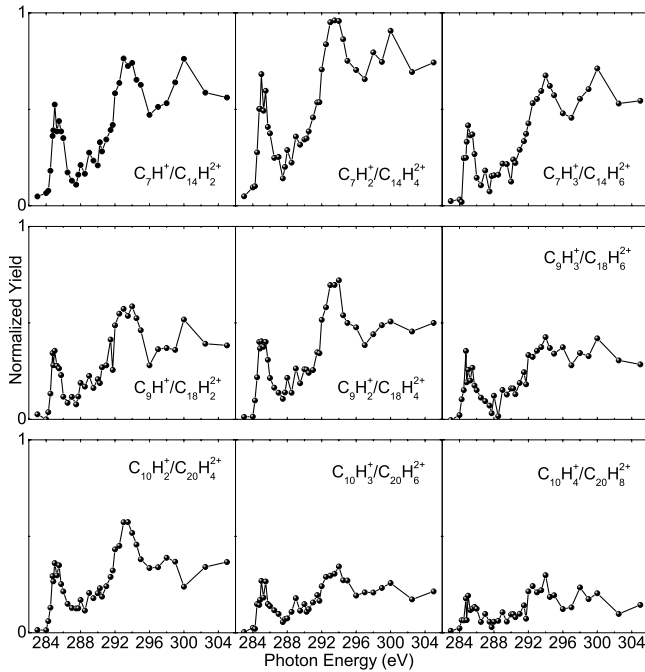 1
C₇H⁺/C₁₄H₂²⁺
C₇H₂⁺/C₁₄H₄²⁺
C₇H₃⁺/C₁₄H₆²⁺
0
1
C₉H₃⁺/C₁₈H₆²⁺
Normalized Yield
C₉H⁺/C₁₈H₂²⁺
C₉H₂⁺/C₁₈H₄²⁺
0
1
C₁₀H₂⁺/C₂₀H₄²⁺
C₁₀H₃⁺/C₂₀H₆²⁺
C₁₀H₄⁺/C₂₀H₈²⁺
0
284 288 292 296 300 304 284 288 292 296 300 304 284 288 292 296 300 304
Photon Energy (eV)